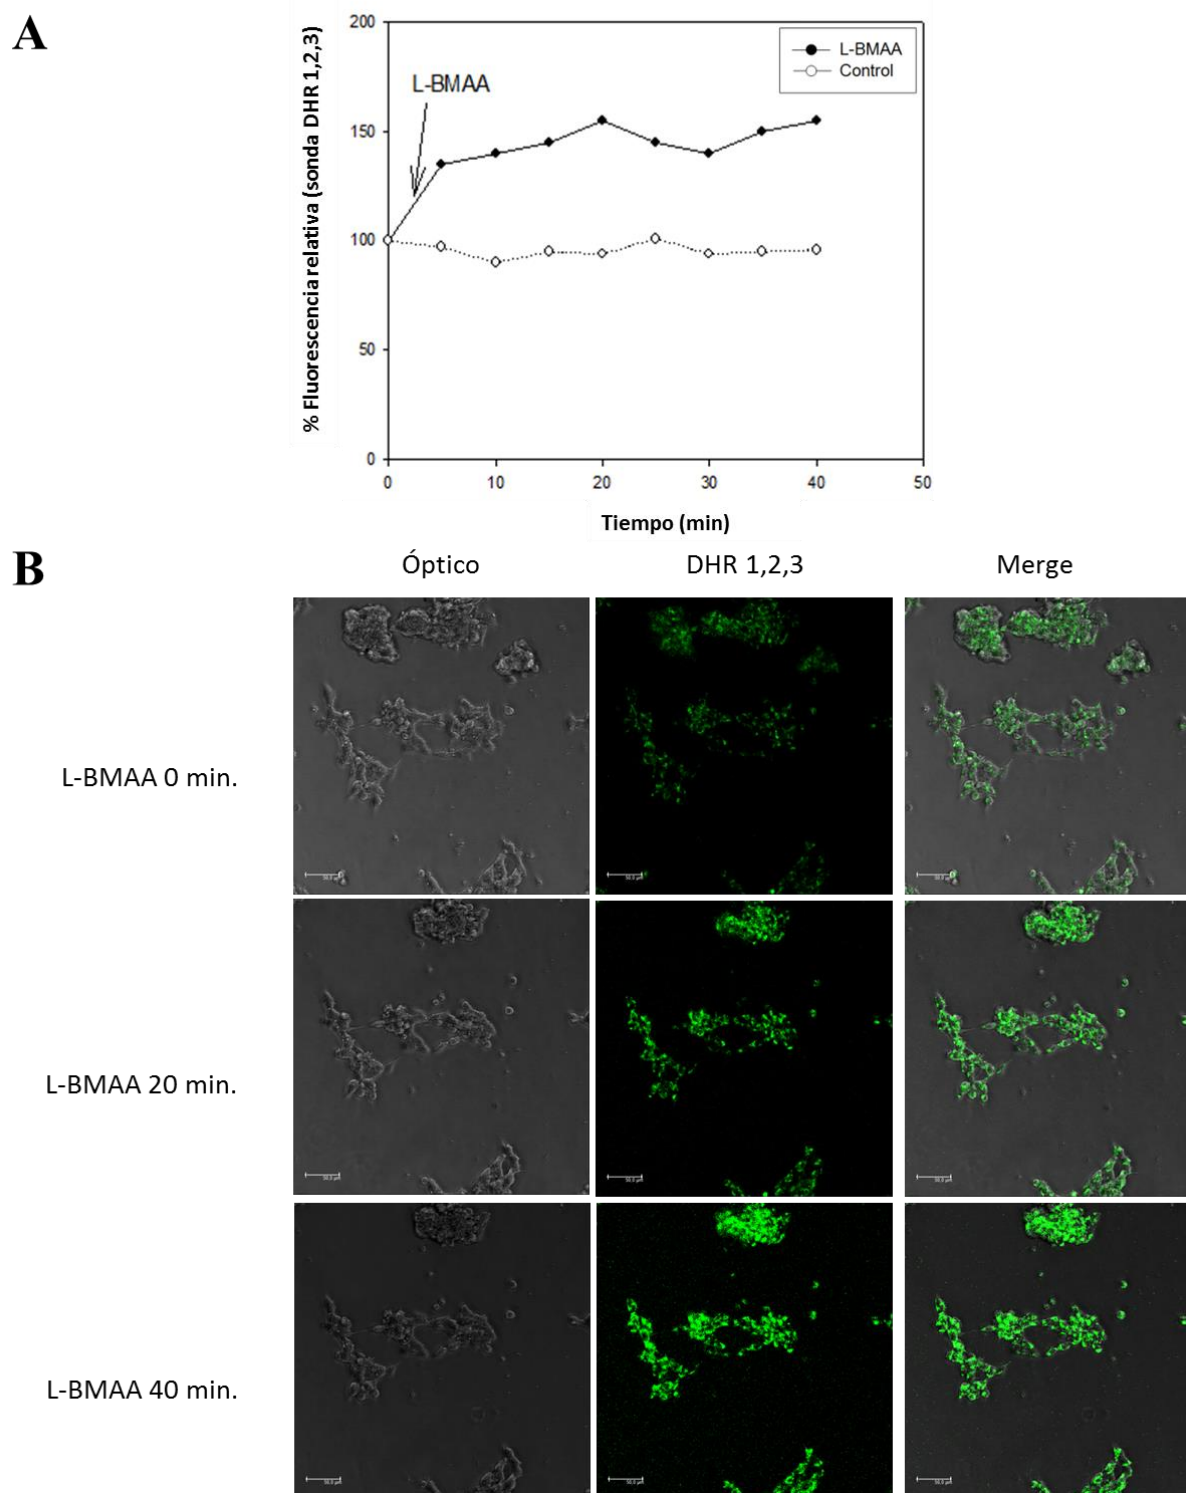 A
200
150
100
50
0
% Fluorescencia relativa (sonda DHR 1,2,3)
L-BMAA
L-BMAA
Control
0 10 20 30 40 50
Tiempo (min)
B
Óptico DHR 1,2,3 Merge
L-BMAA 0 min.
L-BMAA 20 min.
L-BMAA 40 min.